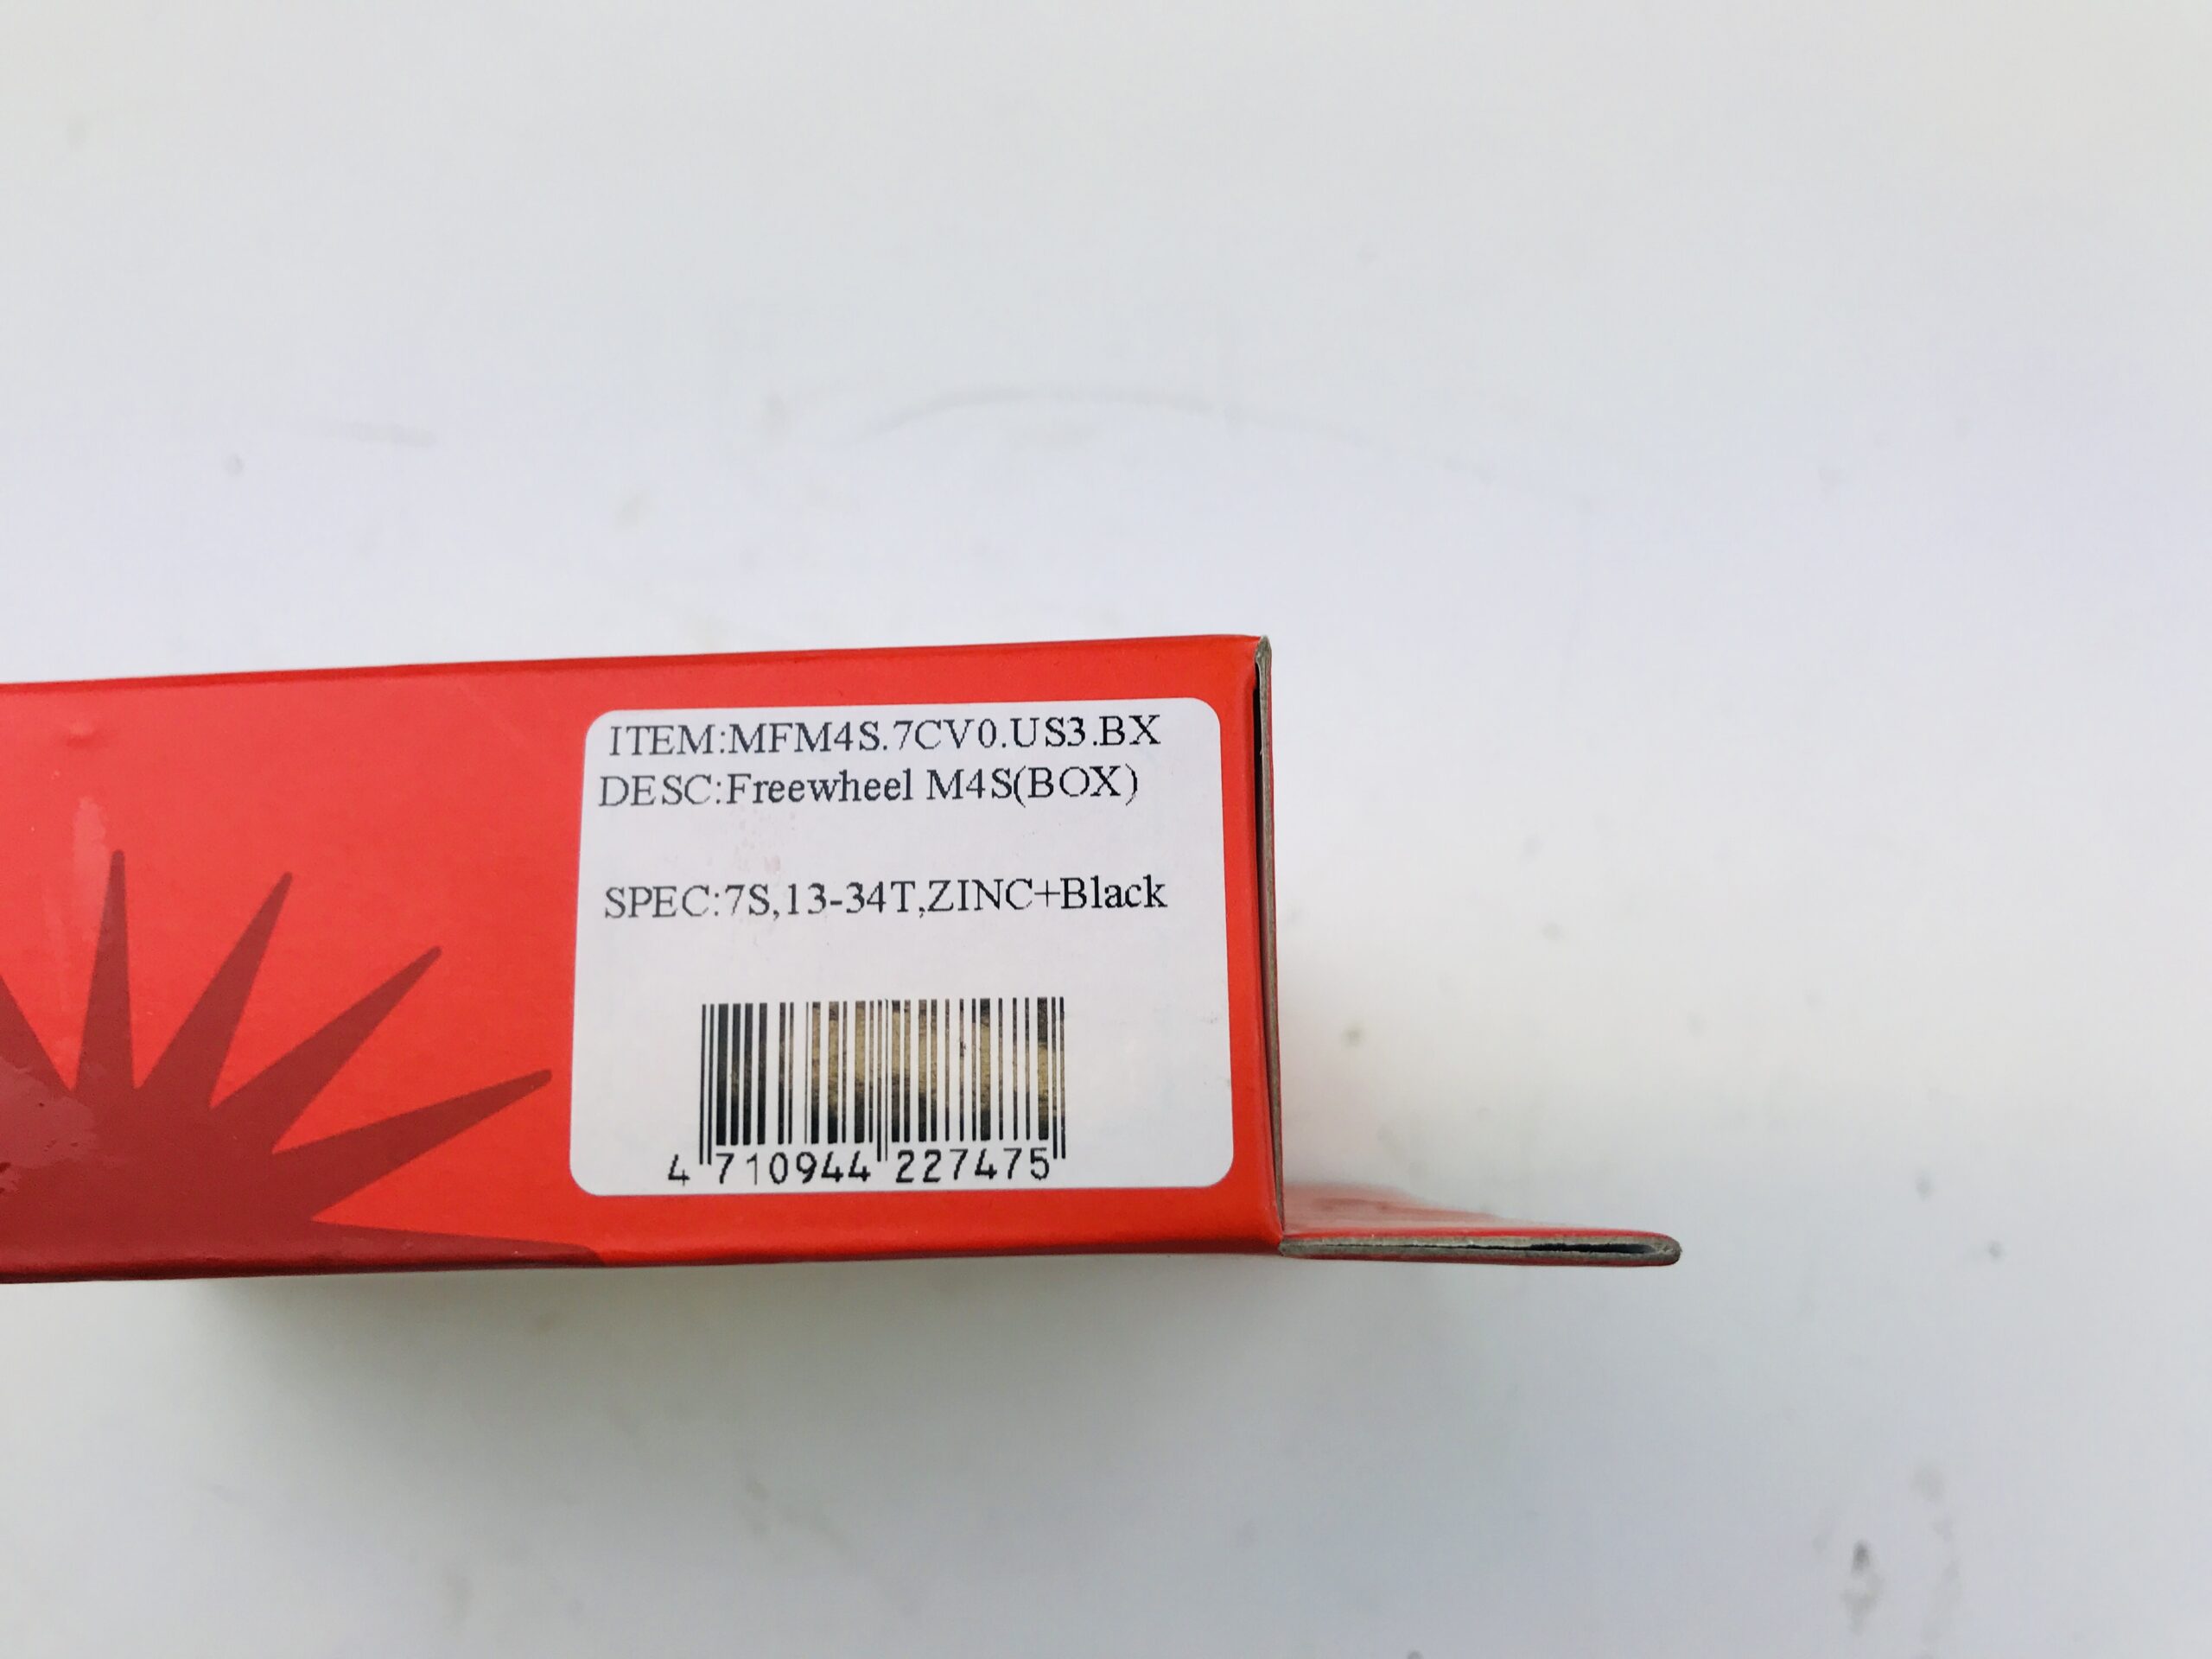 ITEM:MFM4S.7CV0.US3.BX
DESC:Freewheel M4S(BOX)
SPEC:7S,13-34T,ZINC+Black
4 710944 227475